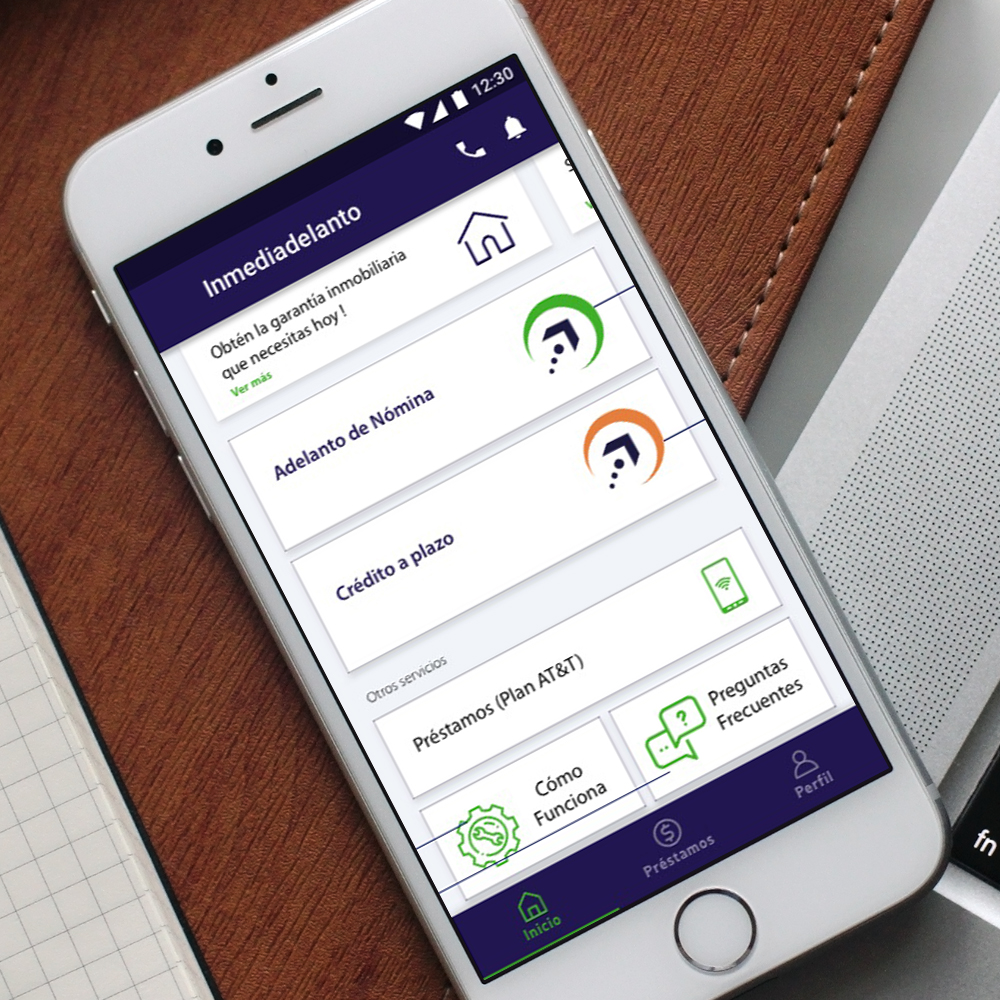 12:30
Inmediadelanto
Obtén la garantía inmobiliaria
que necesitas hoy !
Ver más
Adelanto de Nómina
Crédito a plazo
Otros servicios
Préstamos (Plan AT&T)
Cómo
Funciona
?
Preguntas
Frecuentes
Inicio
$
Préstamos
Perfil
fn